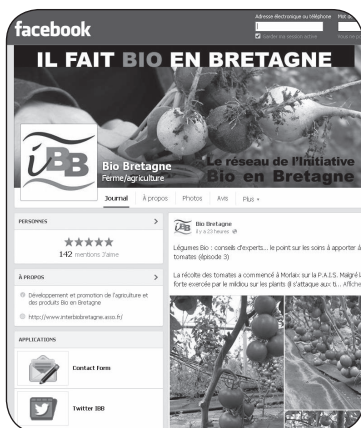 facebook
Adresse électronique ou téléphone
Garder ma session active
IL FAIT BIO EN BRETAGNE
Le réseau de l'Initiative
Bio en Bretagne
iBB
Bio Bretagne
Ferme/agriculture
Journal À propos Photos Avis Plus
PERSONNES
142 mentions J'aime
À PROPOS
Développement et promotion de l'agriculture et
des produits Bio en Bretagne
http://www.interbiobretagne.asso.fr/
APPLICATIONS
Contact Form
Twitter IBB
Bio Bretagne
Il y a 23 heures
Légumes Bio : conseils d'experts... le point sur les soins à apporter
tomates (épisode 3)
La récolte des tomates a commencé à Morlaix sur la P.A.I.S. Malgré
forte exercée par le mildiou sur les plants (il s'attaque aux ti... Affiche